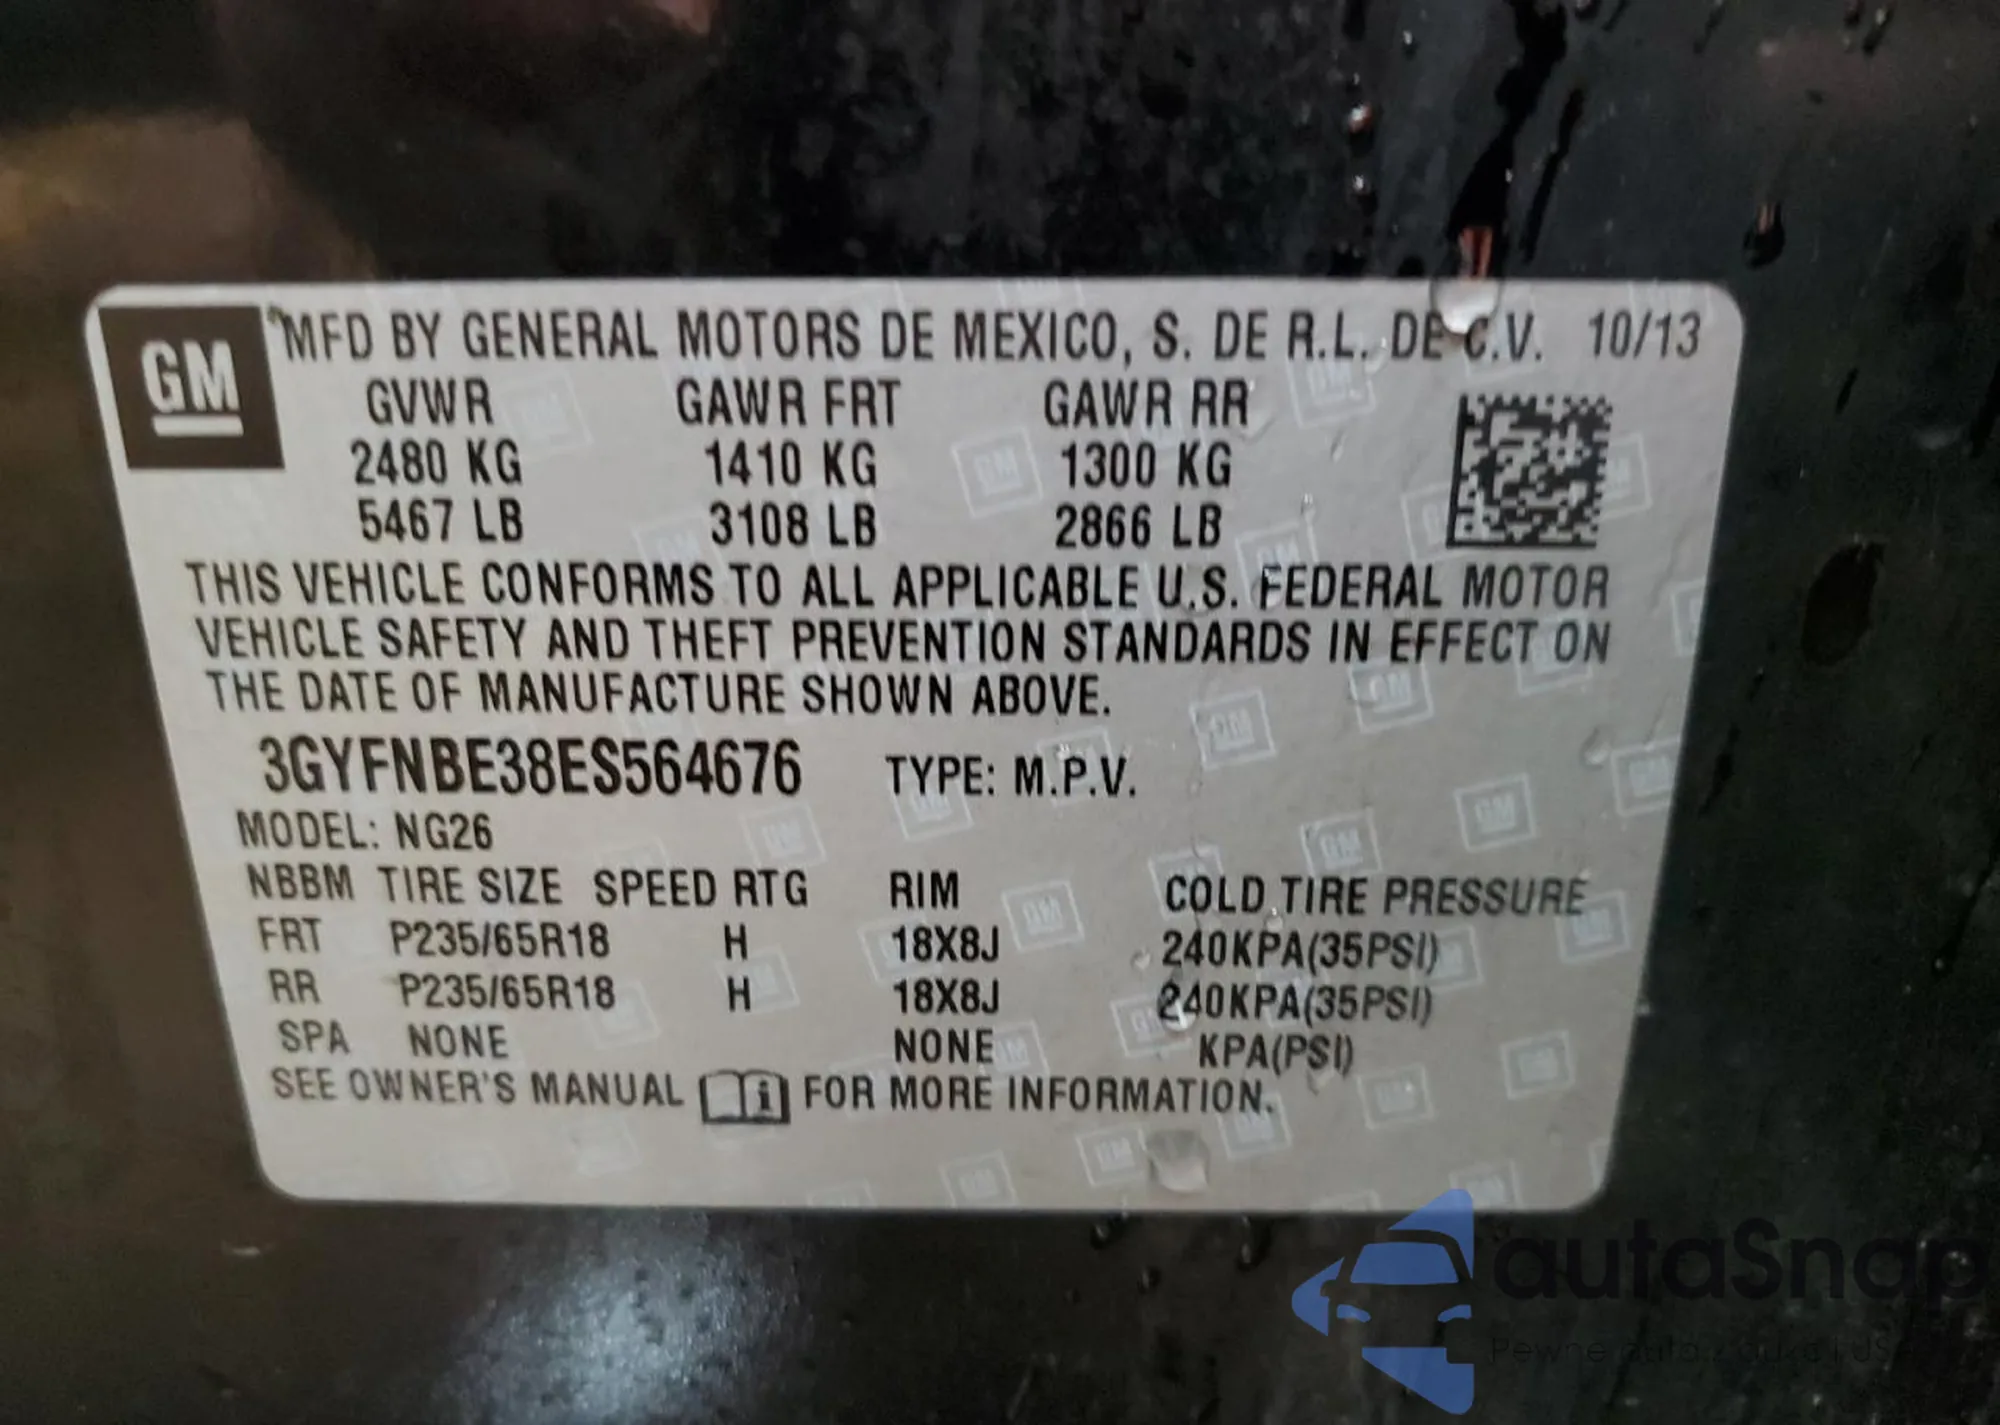 GM
MFD BY GENERAL MOTORS DE MEXICO, S. DE R.L. DE C.V. 10/13
GVWR GAWR FRT GAWR RR
2480 KG 1410 KG 1300 KG
5467 LB 3108 LB 2866 LB
THIS VEHICLE CONFORMS TO ALL APPLICABLE U.S. FEDERAL MOTOR
VEHICLE SAFETY AND THEFT PREVENTION STANDARDS IN EFFECT ON
THE DATE OF MANUFACTURE SHOWN ABOVE.
3GYFNBE38ES564676 TYPE: M.P.V.
MODEL: NG26
NBBM TIRE SIZE SPEED RTG RIM COLD TIRE PRESSURE
FRT P235/65R18 H 18X8J 240KPA(35PSI)
RR P235/65R18 H 18X8J 240KPA(35PSI)
SPA NONE NONE KPA(PSI)
SEE OWNER'S MANUAL i FOR MORE INFORMATION.
autaSnap
Pewne auta z